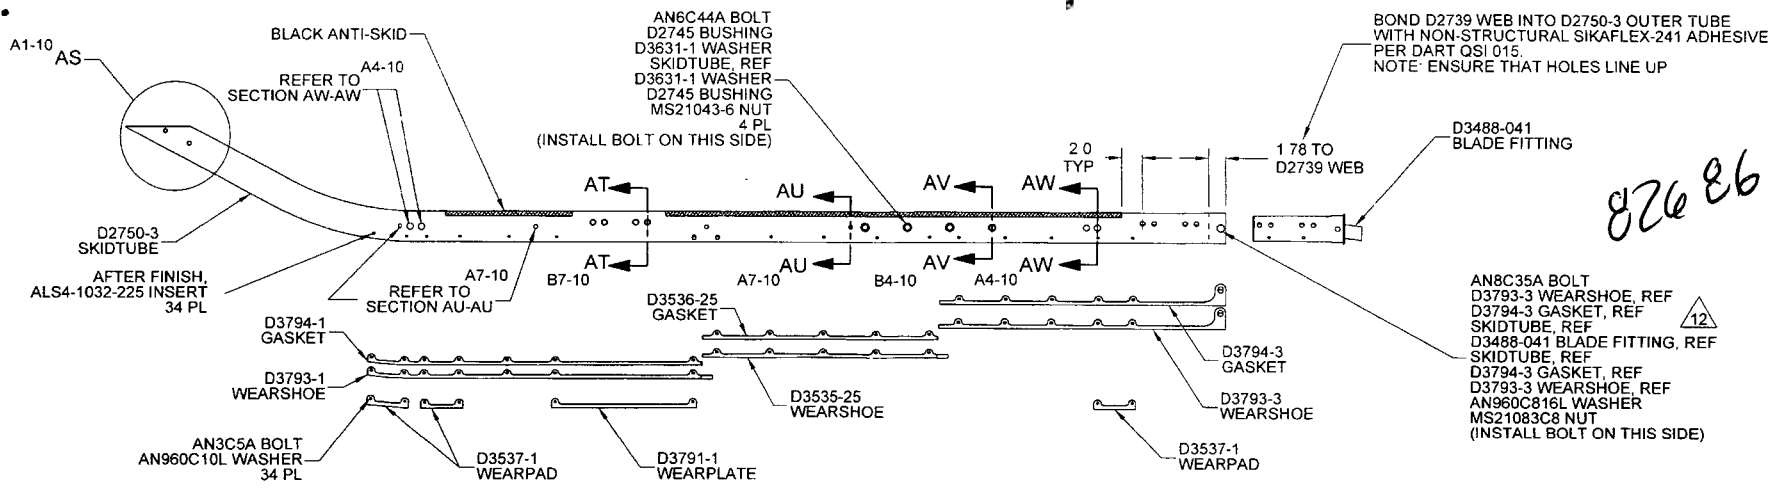 A1-10
AS
BLACK ANTI-SKID
A4-10
REFER TO
SECTION AW-AW
AN6C44A BOLT
D2745 BUSHING
D3631-1 WASHER
SKIDTUBE, REF
D3631-1 WASHER
D2745 BUSHING
MS21043-6 NUT
4 PL
(INSTALL BOLT ON THIS SIDE)
BOND D2739 WEB INTO D2750-3 OUTER TUBE
WITH NON-STRUCTURAL SIKAFLEX-241 ADHESIVE
PER DART QSI 015.
NOTE: ENSURE THAT HOLES LINE UP
D3488-041
BLADE FITTING
2.0
TYP
1.78 TO
D2739 WEB
82686
AT
AU
AV
AW
D2750-3
SKIDTUBE
AFTER FINISH,
ALS4-1032-225 INSERT
34 PL
REFER TO
SECTION AU-AU
A7-10
AT
B7-10
AU
A7-10
AV
B4-10
AW
A4-10
AN8C35A BOLT
D3793-3 WEARSHOE, REF
D3794-3 GASKET, REF
SKIDTUBE, REF
D3488-041 BLADE FITTING, REF
SKIDTUBE, REF
D3794-3 GASKET, REF
D3793-3 WEARSHOE, REF
AN960C816L WASHER
MS21083C8 NUT
(INSTALL BOLT ON THIS SIDE)
12
D3794-1
GASKET
D3536-25
GASKET
D3794-3
GASKET
D3793-1
WEARSHOE
D3535-25
WEARSHOE
D3793-3
WEARSHOE
AN3C5A BOLT
AN960C10L WASHER
34 PL
D3537-1
WEARPAD
D3791-1
WEARPLATE
D3537-1
WEARPAD